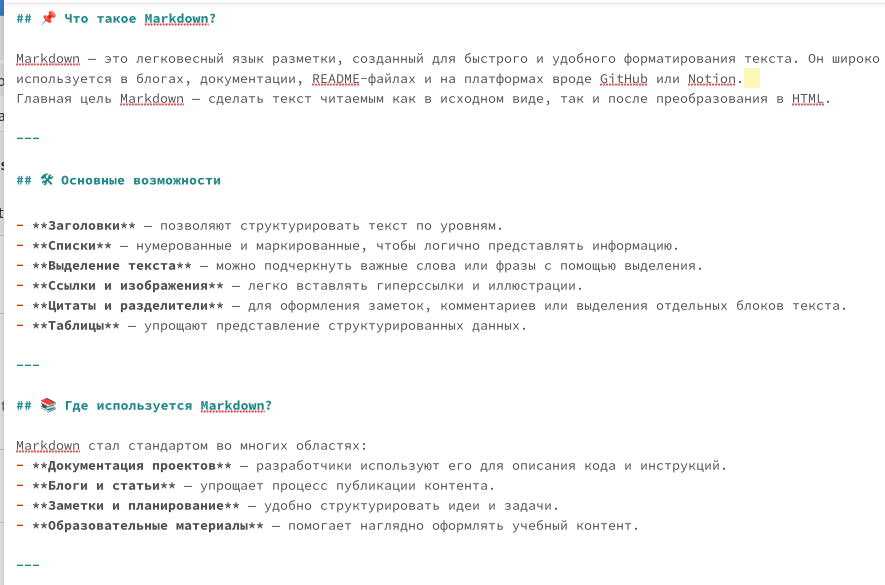 ## 📌 Что такое Markdown?
Markdown — это легковесный язык разметки, созданный для быстрого и удобного форматирования текста. Он широко
используется в блогах, документации, README-файлах и на платформах вроде GitHub или Notion.
Главная цель Markdown — сделать текст читаемым как в исходном виде, так и после преобразования в HTML.
---
## 🛠 Основные возможности
- **Заголовки** — позволяют структурировать текст по уровням.
- **Списки** — нумерованные и маркированные, чтобы логично представлять информацию.
- **Выделение текста** — можно подчеркнуть важные слова или фразы с помощью выделения.
- **Ссылки и изображения** — легко вставлять гиперссылки и иллюстрации.
- **Цитаты и разделители** — для оформления заметок, комментариев или выделения отдельных блоков текста.
- **Таблицы** — упрощают представление структурированных данных.
---
## 📚 Где используется Markdown?
Markdown стал стандартом во многих областях:
- **Документация проектов** — разработчики используют его для описания кода и инструкций.
- **Блоги и статьи** — упрощает процесс публикации контента.
- **Заметки и планирование** — удобно структурировать идеи и задачи.
- **Образовательные материалы** — помогает наглядно оформлять учебный контент.
---